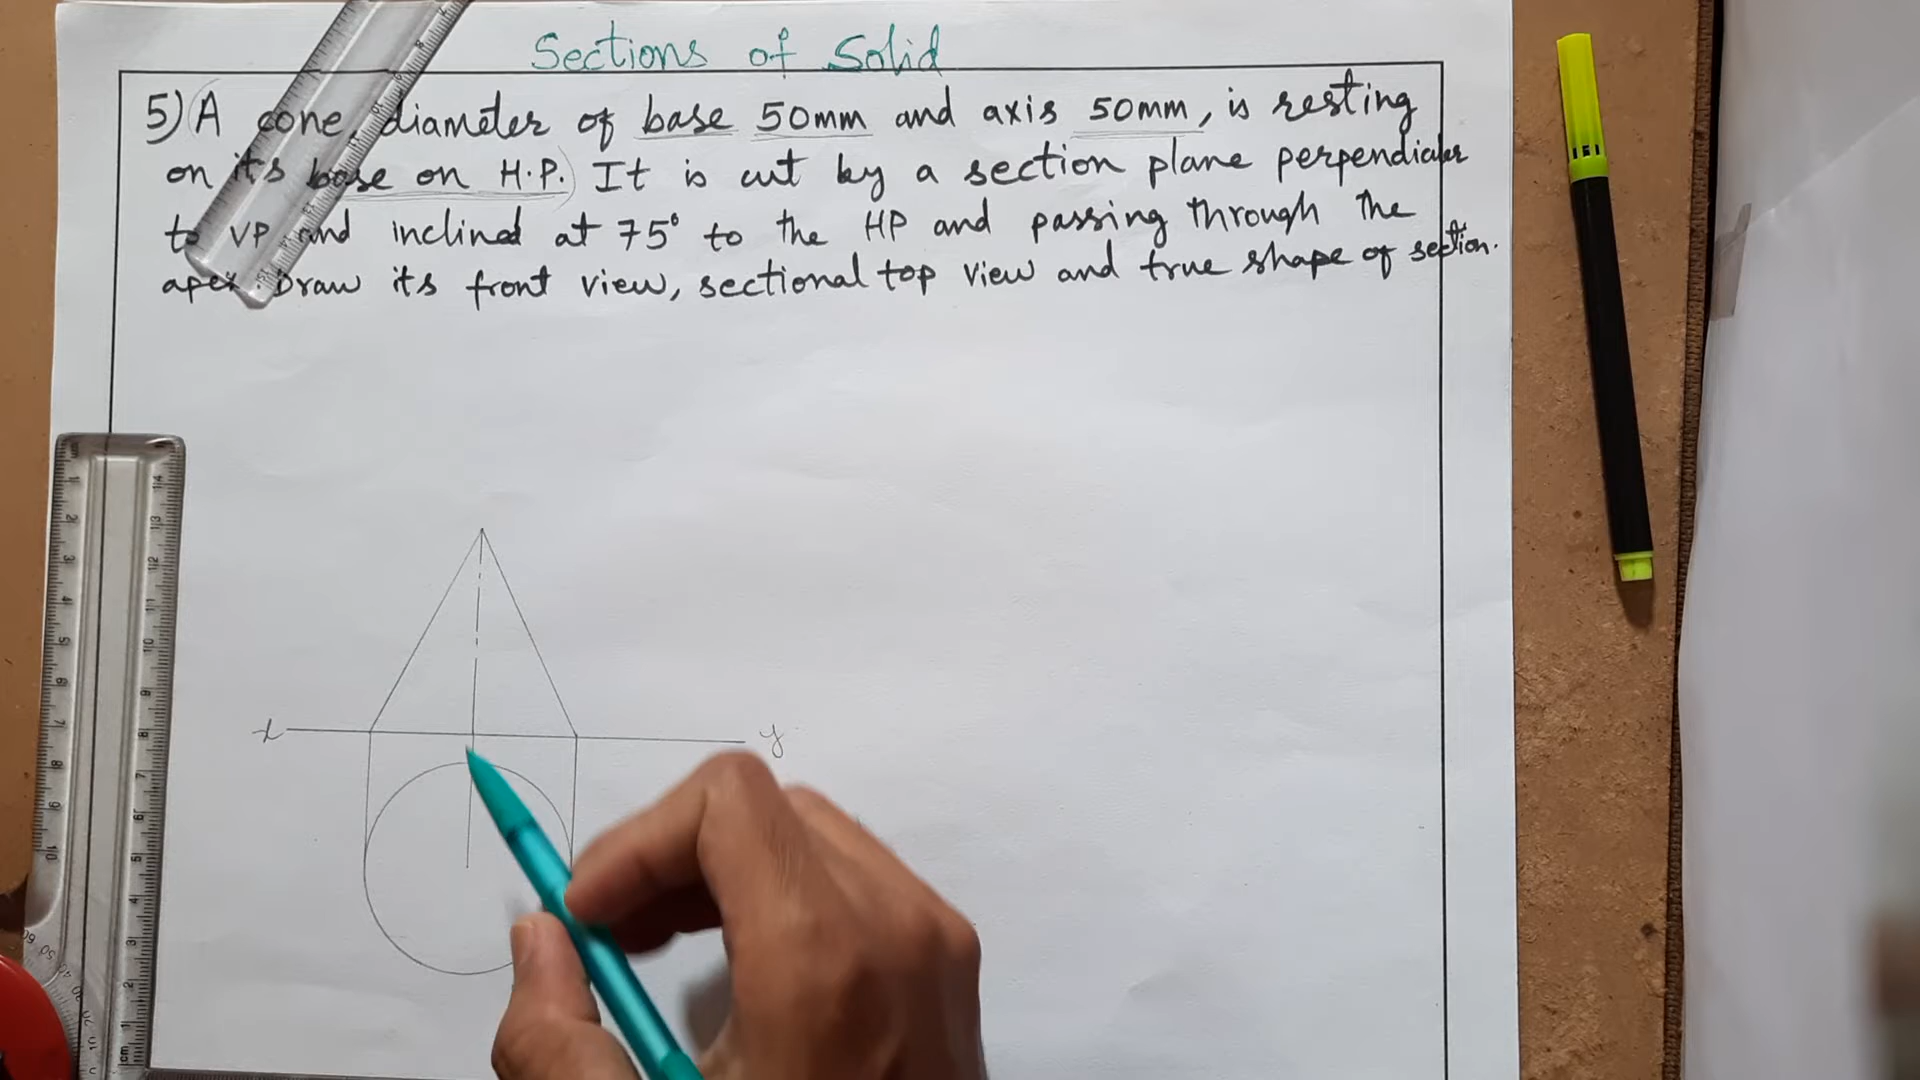 Sections of Solid
5) A cone, diameter of base 50mm and axis 50mm, is resting
on it's base on H.P. It is cut by a section plane perpendicular
to VP and inclined at 75° to the HP and passing through the
apex. Draw its front view, sectional top view and true shape of section.
x y